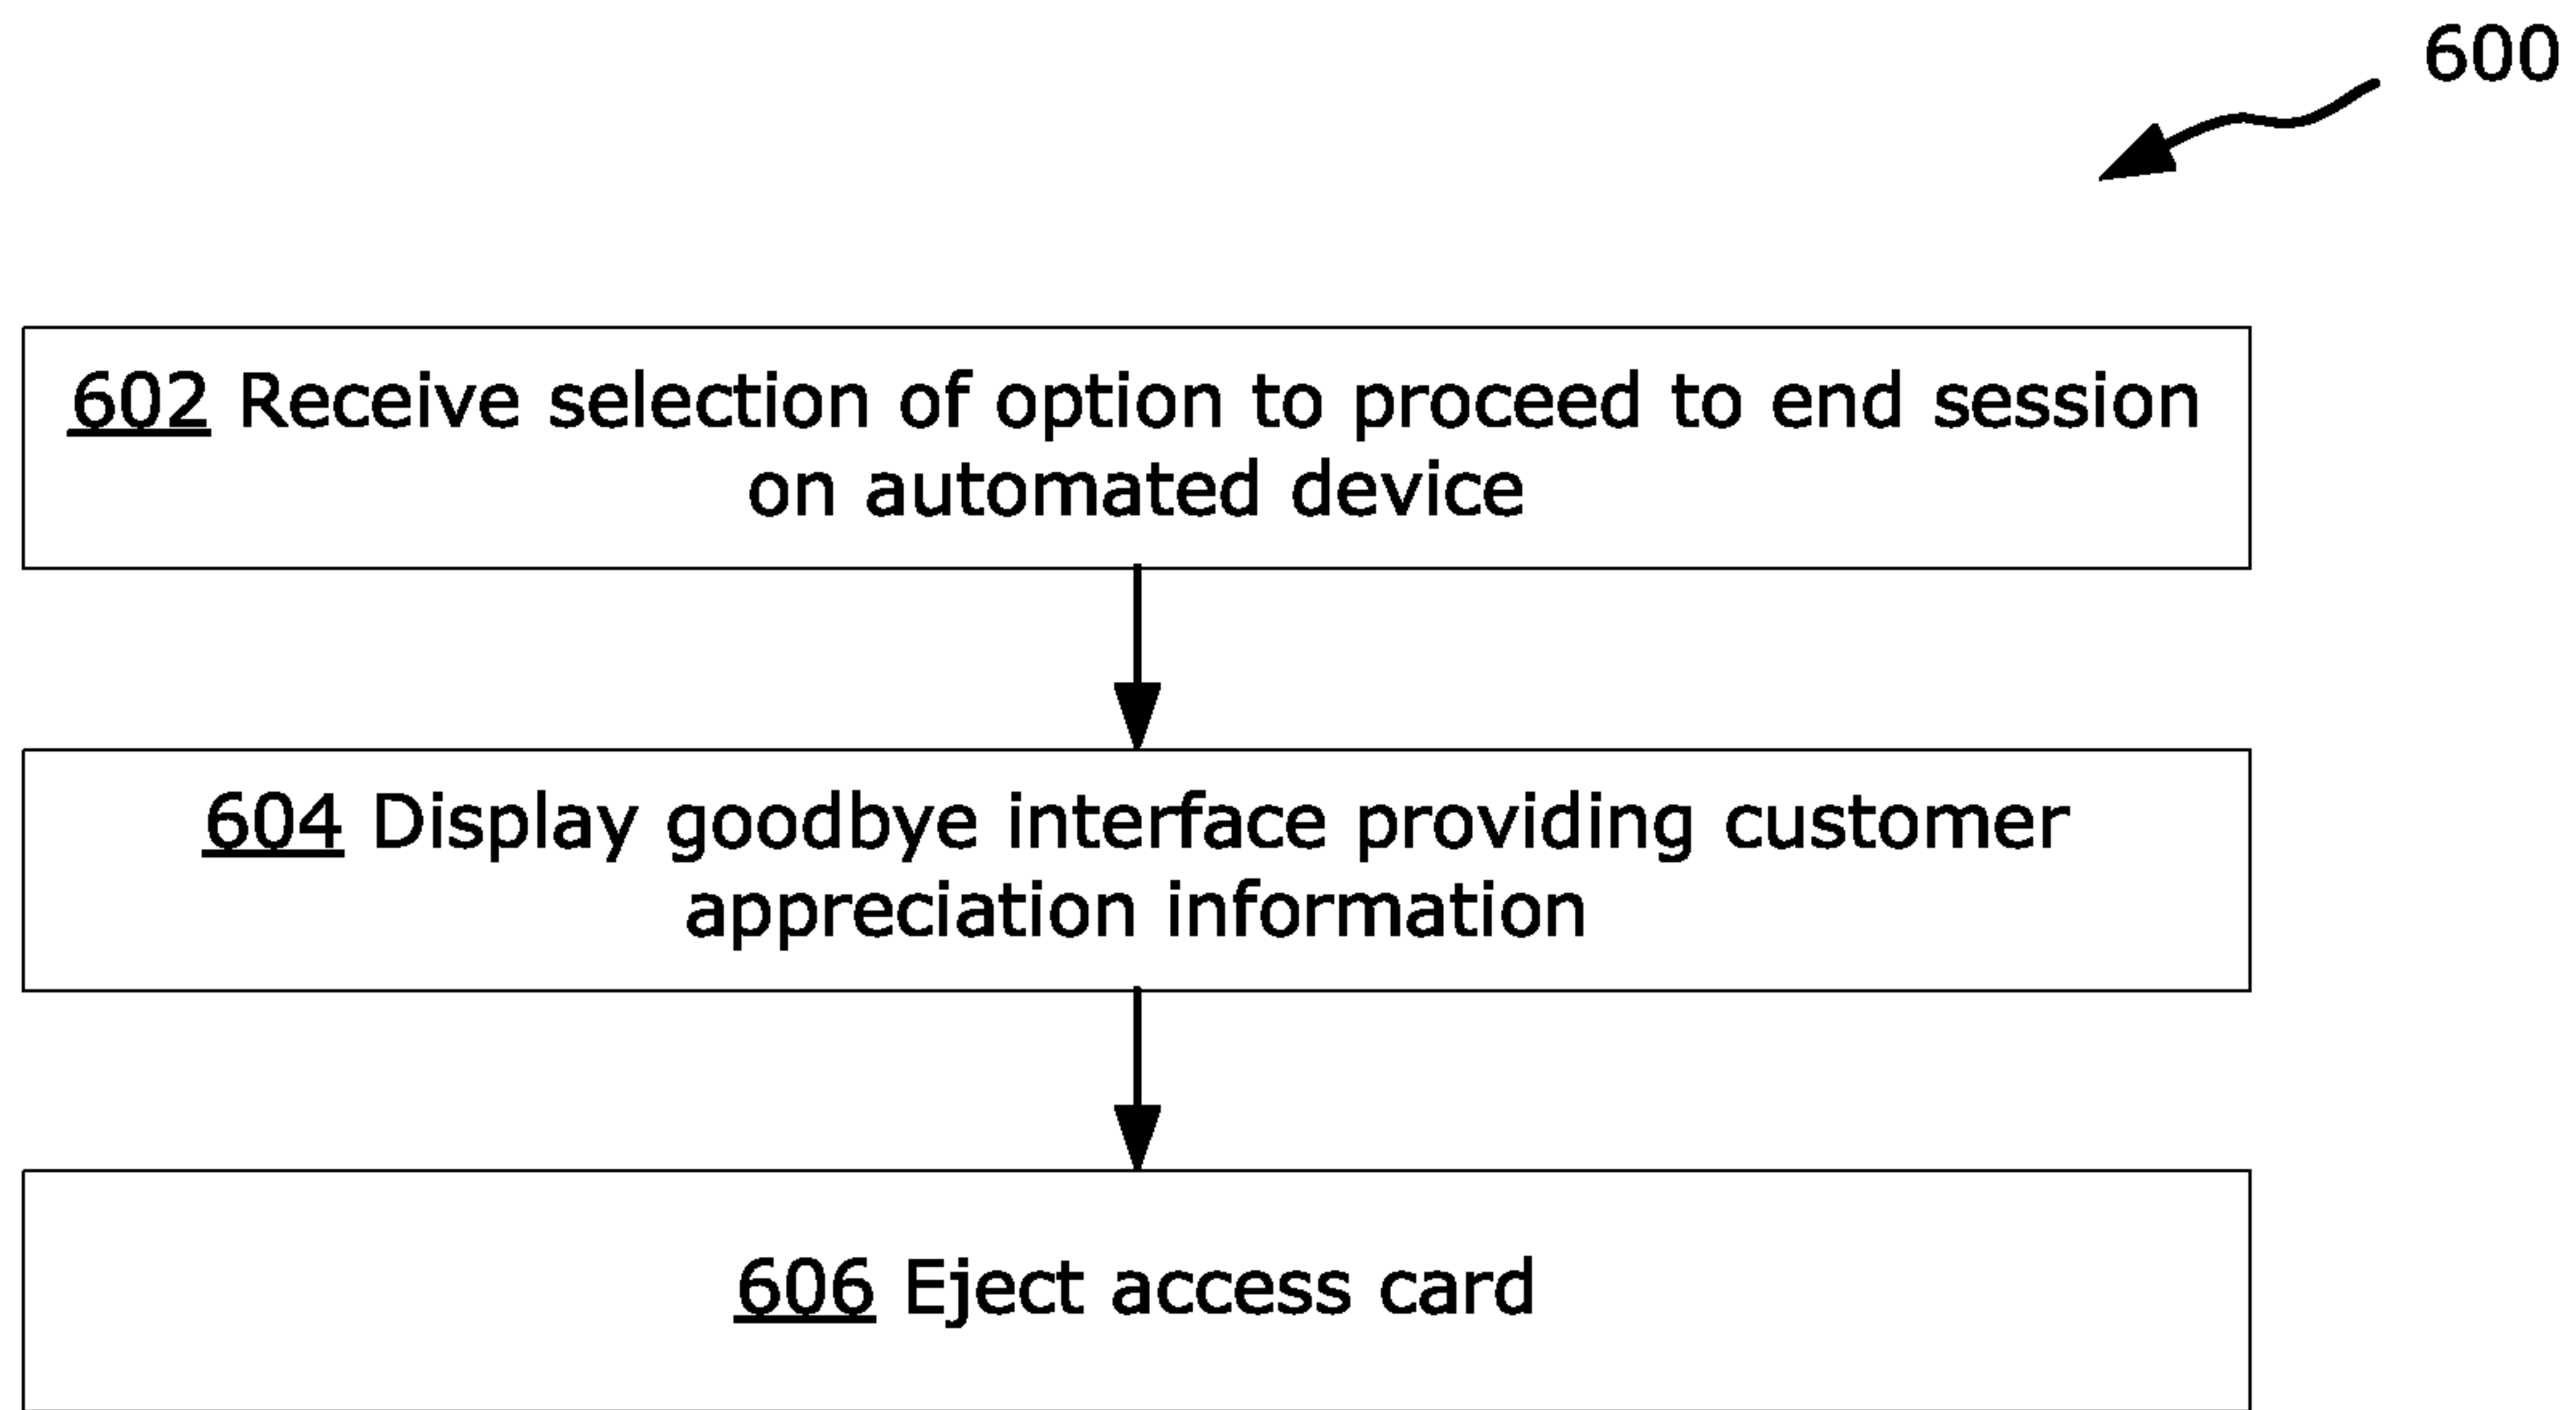 600
602 Receive selection of option to proceed to end session
on automated device
604 Display goodbye interface providing customer
appreciation information
606 Eject access card